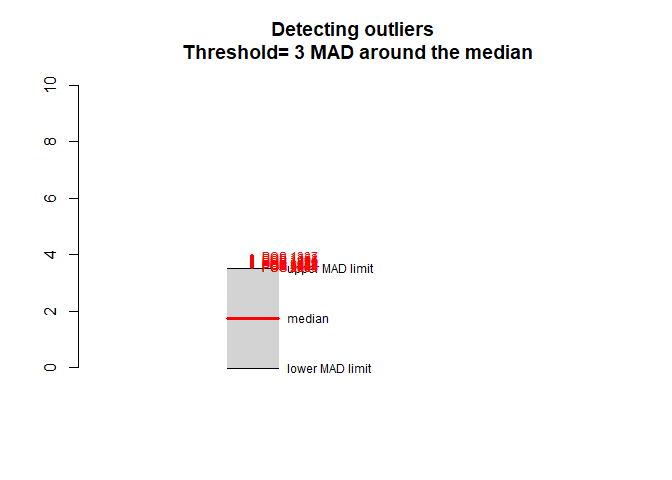 Detecting outliers
Threshold= 3 MAD around the median
10
8
6
4
upper MAD limit
2
median
0
lower MAD limit